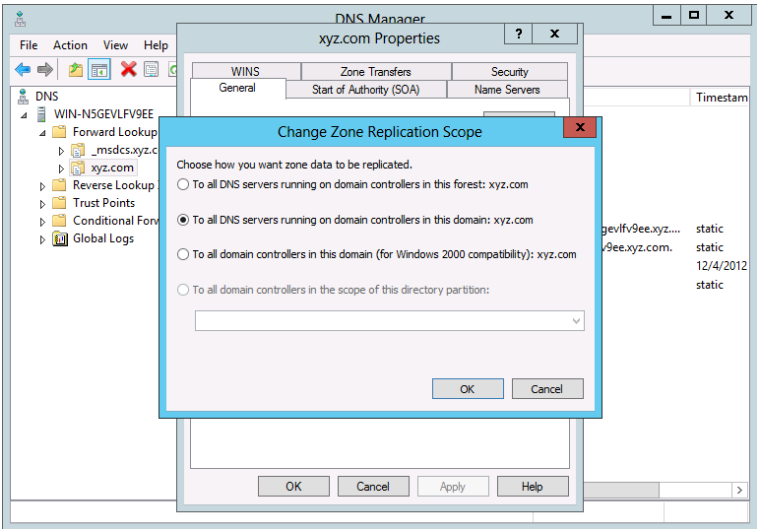 DNS Manager
File Action View Help
xyz.com Properties
? x
WINS Zone Transfers Security
General Start of Authority (SOA) Name Servers
DNS
WIN-N5GEVLFV9EE
Forward Lookup
_msdcs.xyz.c
xyz.com
Reverse Lookup
Trust Points
Conditional Forw
Global Logs
Timestam
gevlfv9ee.xyz.... static
v9ee.xyz.com. static
12/4/2012
static
Change Zone Replication Scope
Choose how you want zone data to be replicated.
To all DNS servers running on domain controllers in this forest: xyz.com
To all DNS servers running on domain controllers in this domain: xyz.com
To all domain controllers in this domain (for Windows 2000 compatibility): xyz.com
To all domain controllers in the scope of this directory partition:
OK Cancel
OK Cancel Apply Help